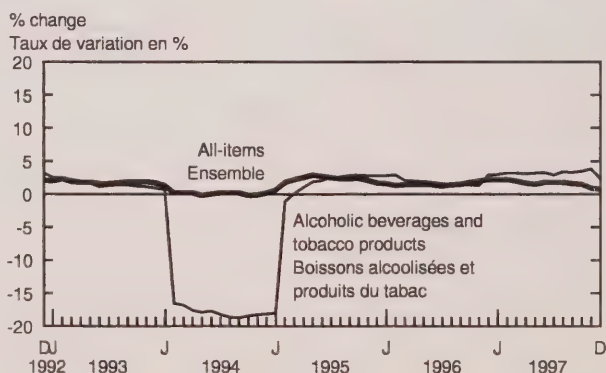 % change
Taux de variation en %
20
15
10
5
0
-5
-10
-15
-20
All-items
Ensemble
Alcoholic beverages and
tobacco products
Boissons alcoolisées et
produits du tabac
DJ J J J J D
1992 1993 1994 1995 1996 1997